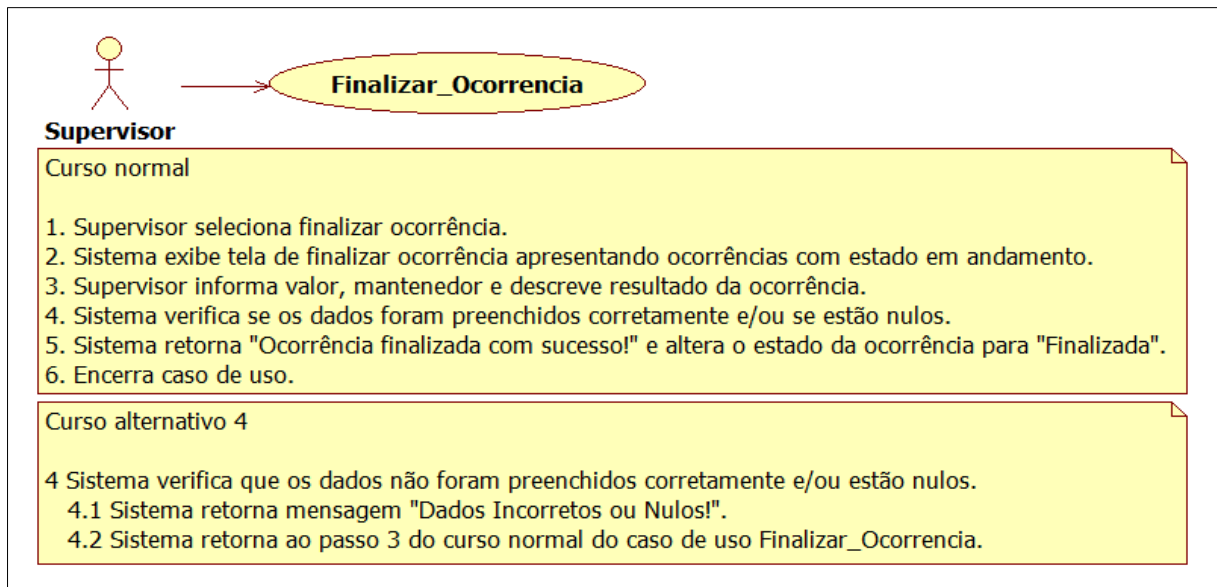 Finalizar_Ocorrencia
Supervisor
Curso normal
1. Supervisor seleciona finalizar ocorrência.
2. Sistema exibe tela de finalizar ocorrência apresentando ocorrências com estado em andamento.
3. Supervisor informa valor, mantenedor e descreve resultado da ocorrência.
4. Sistema verifica se os dados foram preenchidos corretamente e/ou se estão nulos.
5. Sistema retorna "Ocorrência finalizada com sucesso!" e altera o estado da ocorrência para "Finalizada".
6. Encerra caso de uso.
Curso alternativo 4
4 Sistema verifica que os dados não foram preenchidos corretamente e/ou estão nulos.
4.1 Sistema retorna mensagem "Dados Incorretos ou Nulos!".
4.2 Sistema retorna ao passo 3 do curso normal do caso de uso Finalizar_Ocorrencia.